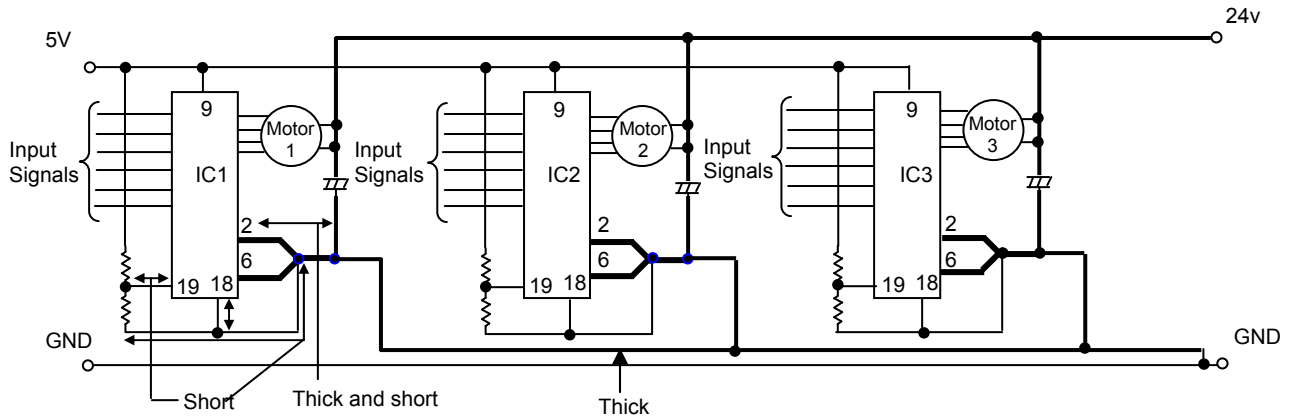 24v
5V
9
Motor
1
Input
Signals
IC1
2
6
19
18
9
Motor
2
Input
Signals
IC2
2
6
19
18
9
Motor
3
Input
Signals
IC3
2
6
19
18
GND
GND
Short
Thick and short
Thick